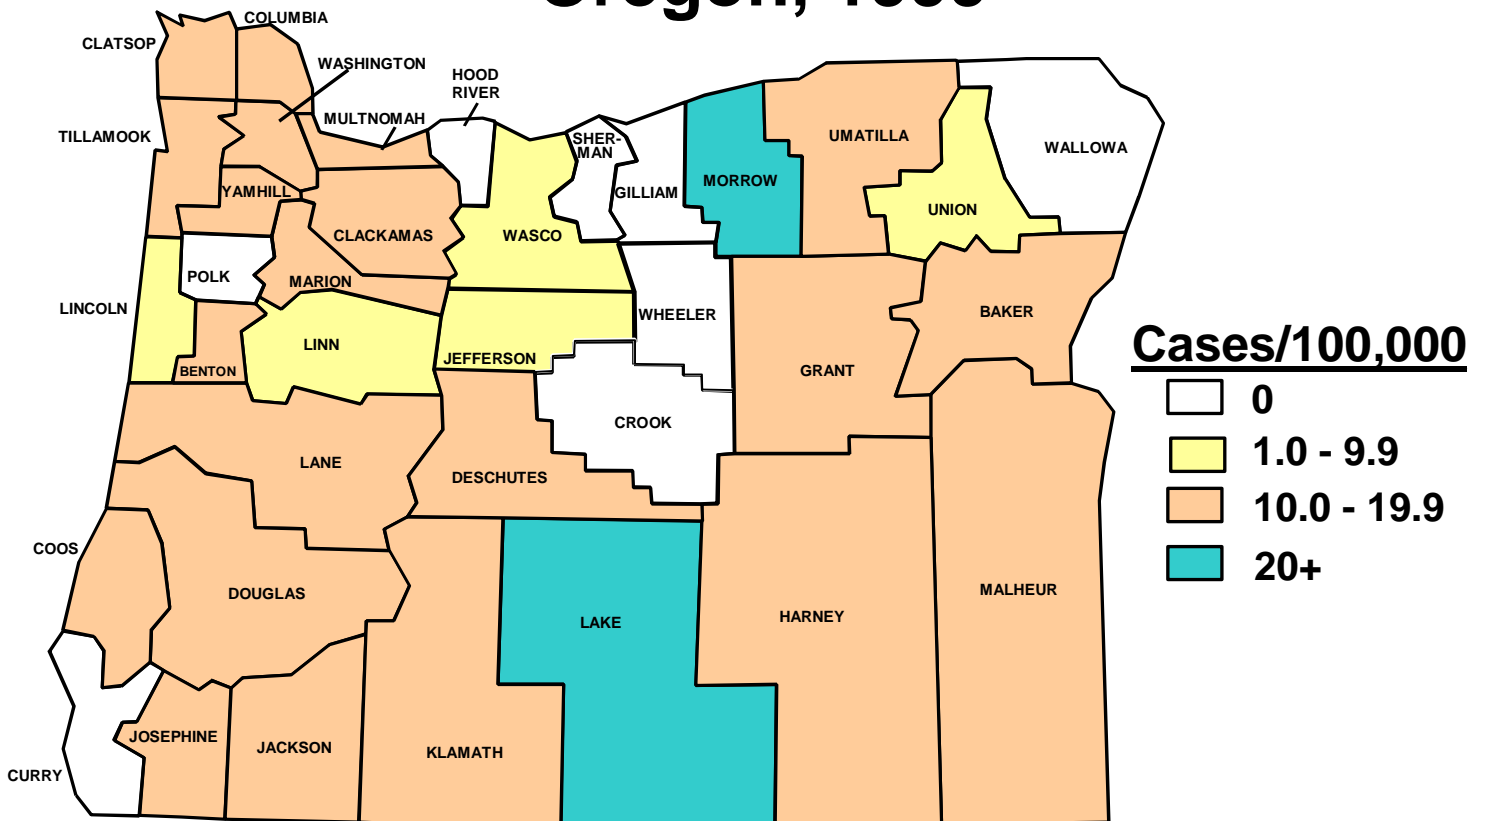 COLUMBIA
CLATSOP
WASHINGTON
HOOD
RIVER
MULTNOMAH
TILLAMOOK
SHER-
MAN
UMATILLA
WALLOWA
MORROW
GILLIAM
YAMHILL
UNION
CLACKAMAS
WASCO
POLK
MARION
LINCOLN
WHEELER
BAKER
LINN
JEFFERSON
BENTON
GRANT
CROOK
LANE
DESCHUTES
COOS
DOUGLAS
MALHEUR
HARNEY
LAKE
JOSEPHINE
JACKSON
KLAMATH
CURRY
Cases/100,000
0
1.0 - 9.9
10.0 - 19.9
20+